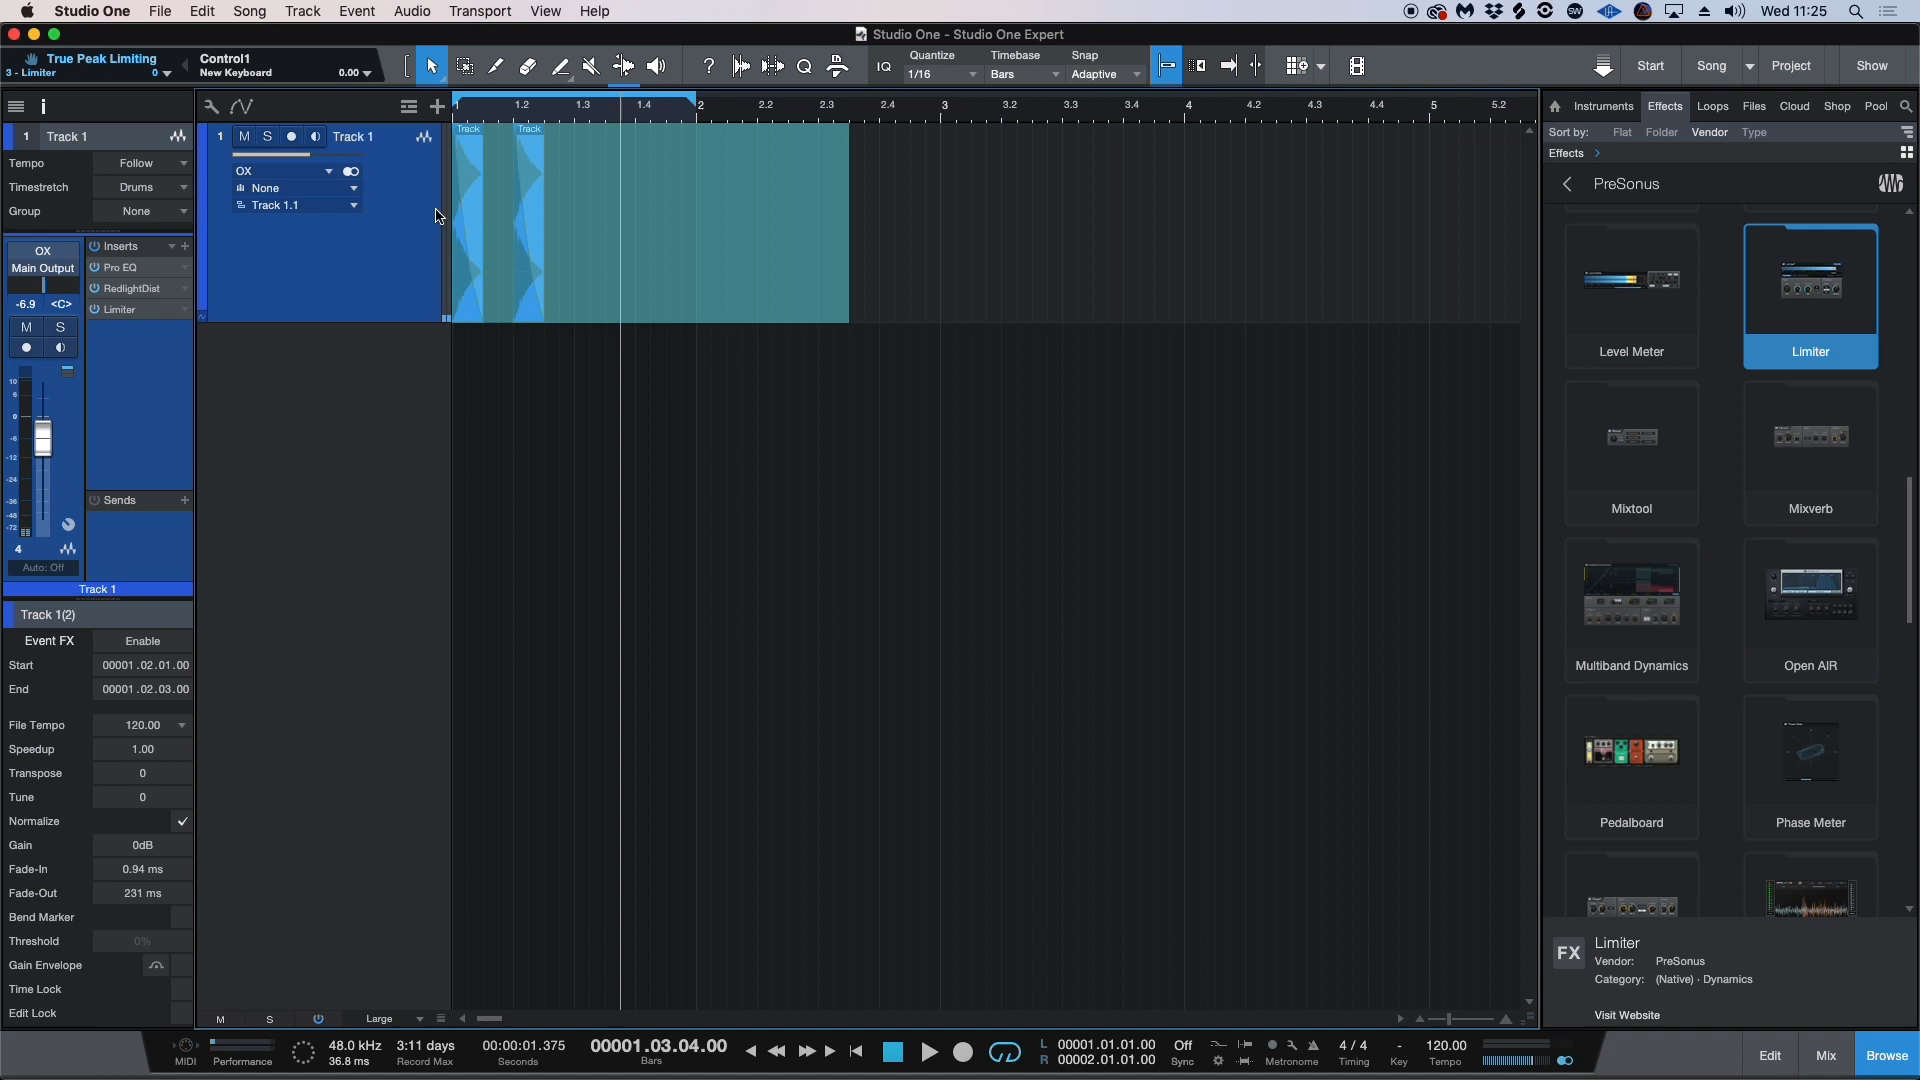 Studio One File Edit Song Track Event Audio Transport View Help
Wed 11:25
Studio One - Studio One Expert
True Peak Limiting
3 - Limiter 0
Control1
New Keyboard 0.00
IQ
Quantize
1/16
Timebase
Bars
Snap
Adaptive
Start Song Project Show
1 Track 1
Tempo Follow
Timestretch Drums
Group None
OX
Main Output
-6.9 <C>
M S
10
6
0
-6
-12
-24
-36
-48
-72
4
Auto: Off
Inserts
Pro EQ
RedlightDist
Limiter
Sends
Track 1
Track 1(2)
Event FX Enable
Start 00001.02.01.00
End 00001.02.03.00
File Tempo 120.00
Speedup 1.00
Transpose 0
Tune 0
Normalize
Gain 0dB
Fade-In 0.94 ms
Fade-Out 231 ms
Bend Marker
Threshold 0%
Gain Envelope
Time Lock
Edit Lock
1 M S Track 1
OX
None
Track 1.1
1 1.2 1.3 1.4 2 2.2 2.3 2.4 3 3.2 3.3 3.4 4 4.2 4.3 4.4 5 5.2
Track Track
M S Large
Instruments Effects Loops Files Cloud Shop Pool
Sort by: Flat Folder Vendor Type
Effects
PreSonus
Level Meter Limiter
Mixtool Mixverb
Multiband Dynamics Open AIR
Pedalboard Phase Meter
FX
Limiter
Vendor: PreSonus
Category: (Native) · Dynamics
Visit Website
MIDI Performance
48.0 kHz
36.8 ms
3:11 days
Record Max
00:00:01.375
Seconds
00001.03.04.00
Bars
L 00001.01.01.00
R 00002.01.01.00
Off
Sync
Metronome
4 / 4
Timing
-
Key
120.00
Tempo
Edit Mix Browse